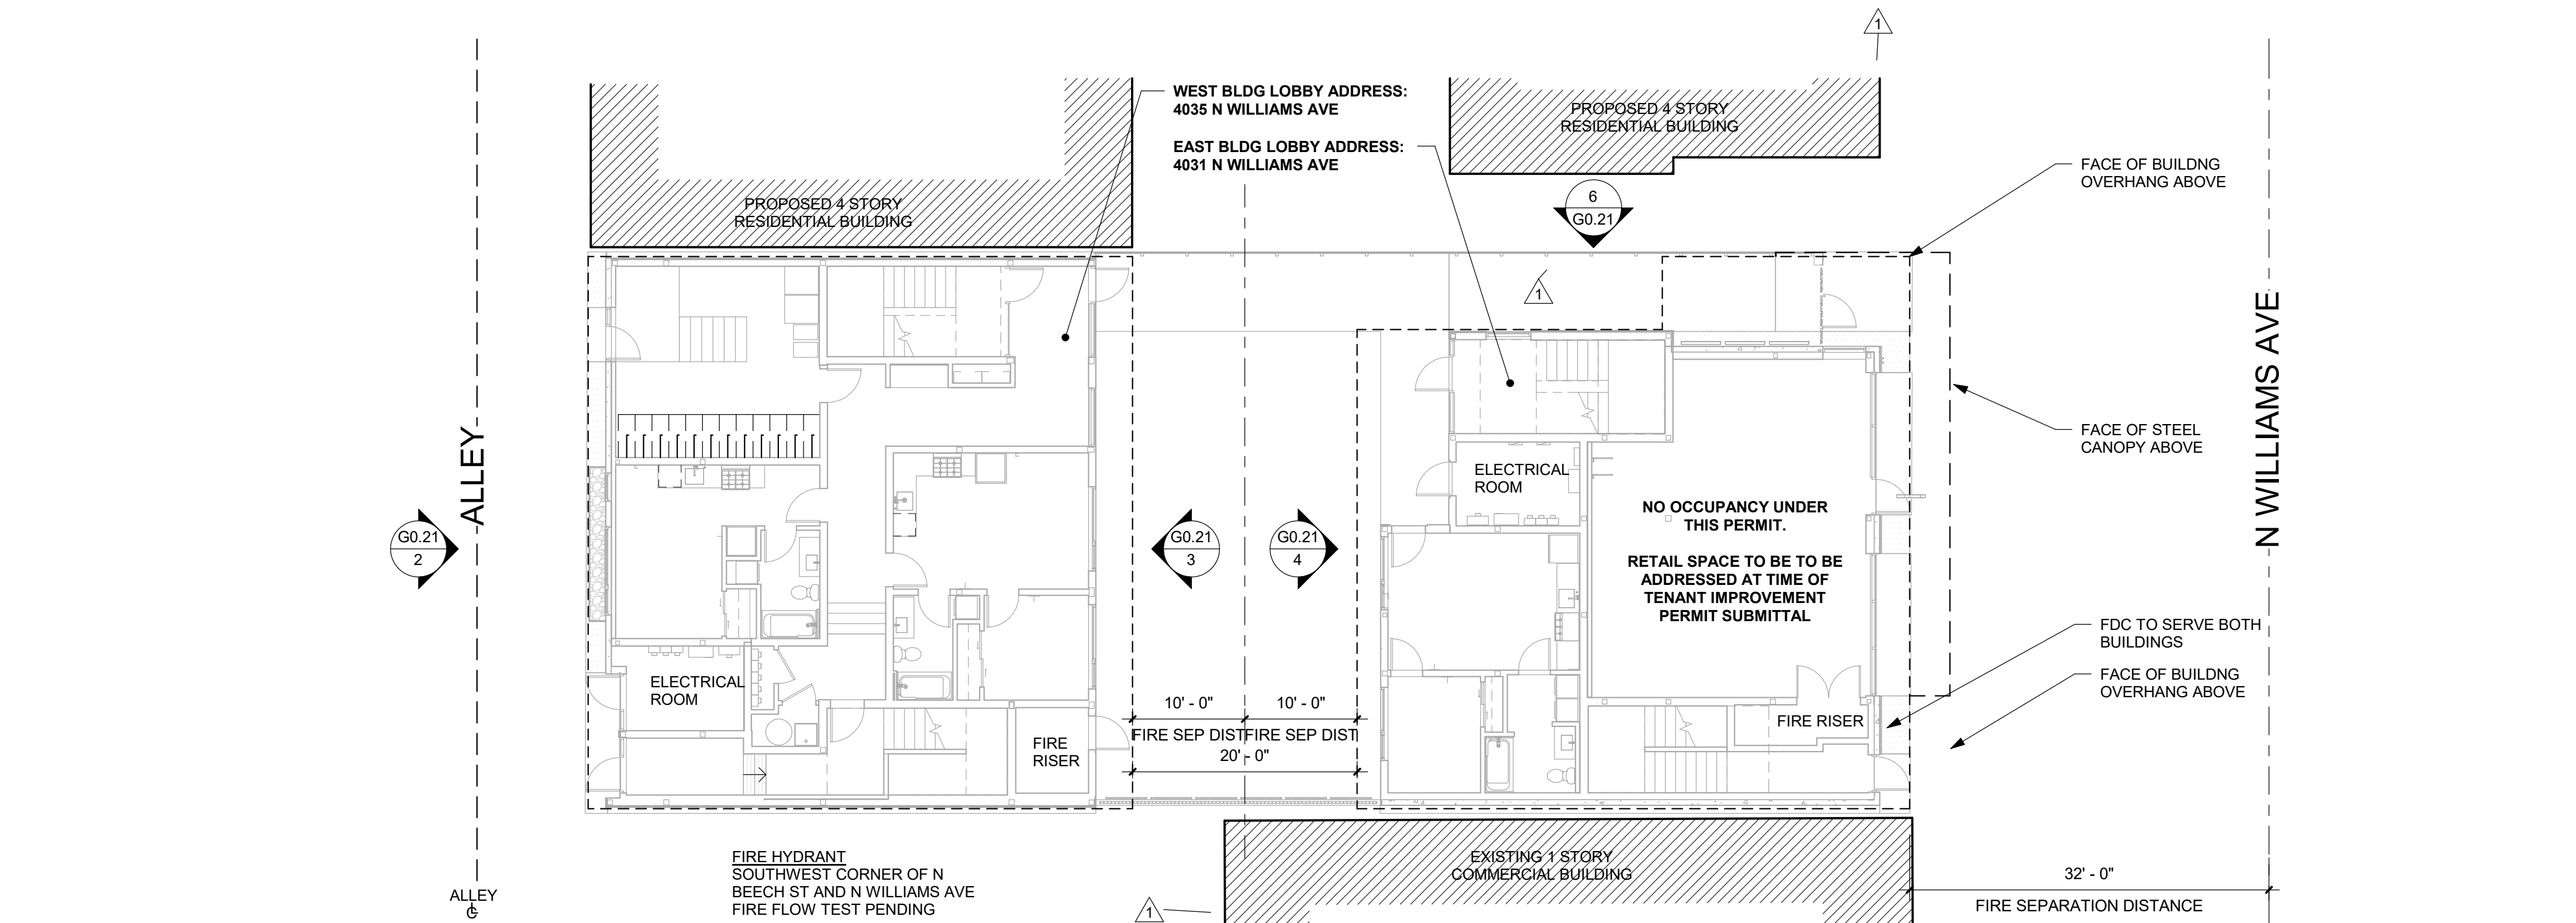 1
WEST BLDG LOBBY ADDRESS:
4035 N WILLIAMS AVE
PROPOSED 4 STORY
RESIDENTIAL BUILDING
EAST BLDG LOBBY ADDRESS:
4031 N WILLIAMS AVE
FACE OF BUILDNG
OVERHANG ABOVE
PROPOSED 4 STORY
RESIDENTIAL BUILDING
6
G0.21
1
N WILLIAMS AVE
ALLEY
FACE OF STEEL
CANOPY ABOVE
ELECTRICAL
ROOM
NO OCCUPANCY UNDER
THIS PERMIT.
RETAIL SPACE TO BE TO BE
ADDRESSED AT TIME OF
TENANT IMPROVEMENT
PERMIT SUBMITTAL
G0.21
2
G0.21
3
G0.21
4
FDC TO SERVE BOTH
BUILDINGS
FACE OF BUILDNG
OVERHANG ABOVE
ELECTRICAL
ROOM
10' - 0"
10' - 0"
FIRE SEP DIST
FIRE SEP DIST
20' - 0"
FIRE
RISER
FIRE RISER
FIRE HYDRANT
SOUTHWEST CORNER OF N
BEECH ST AND N WILLIAMS AVE
FIRE FLOW TEST PENDING
EXISTING 1 STORY
COMMERCIAL BUILDING
32' - 0"
FIRE SEPARATION DISTANCE
ALLEY
CL
1